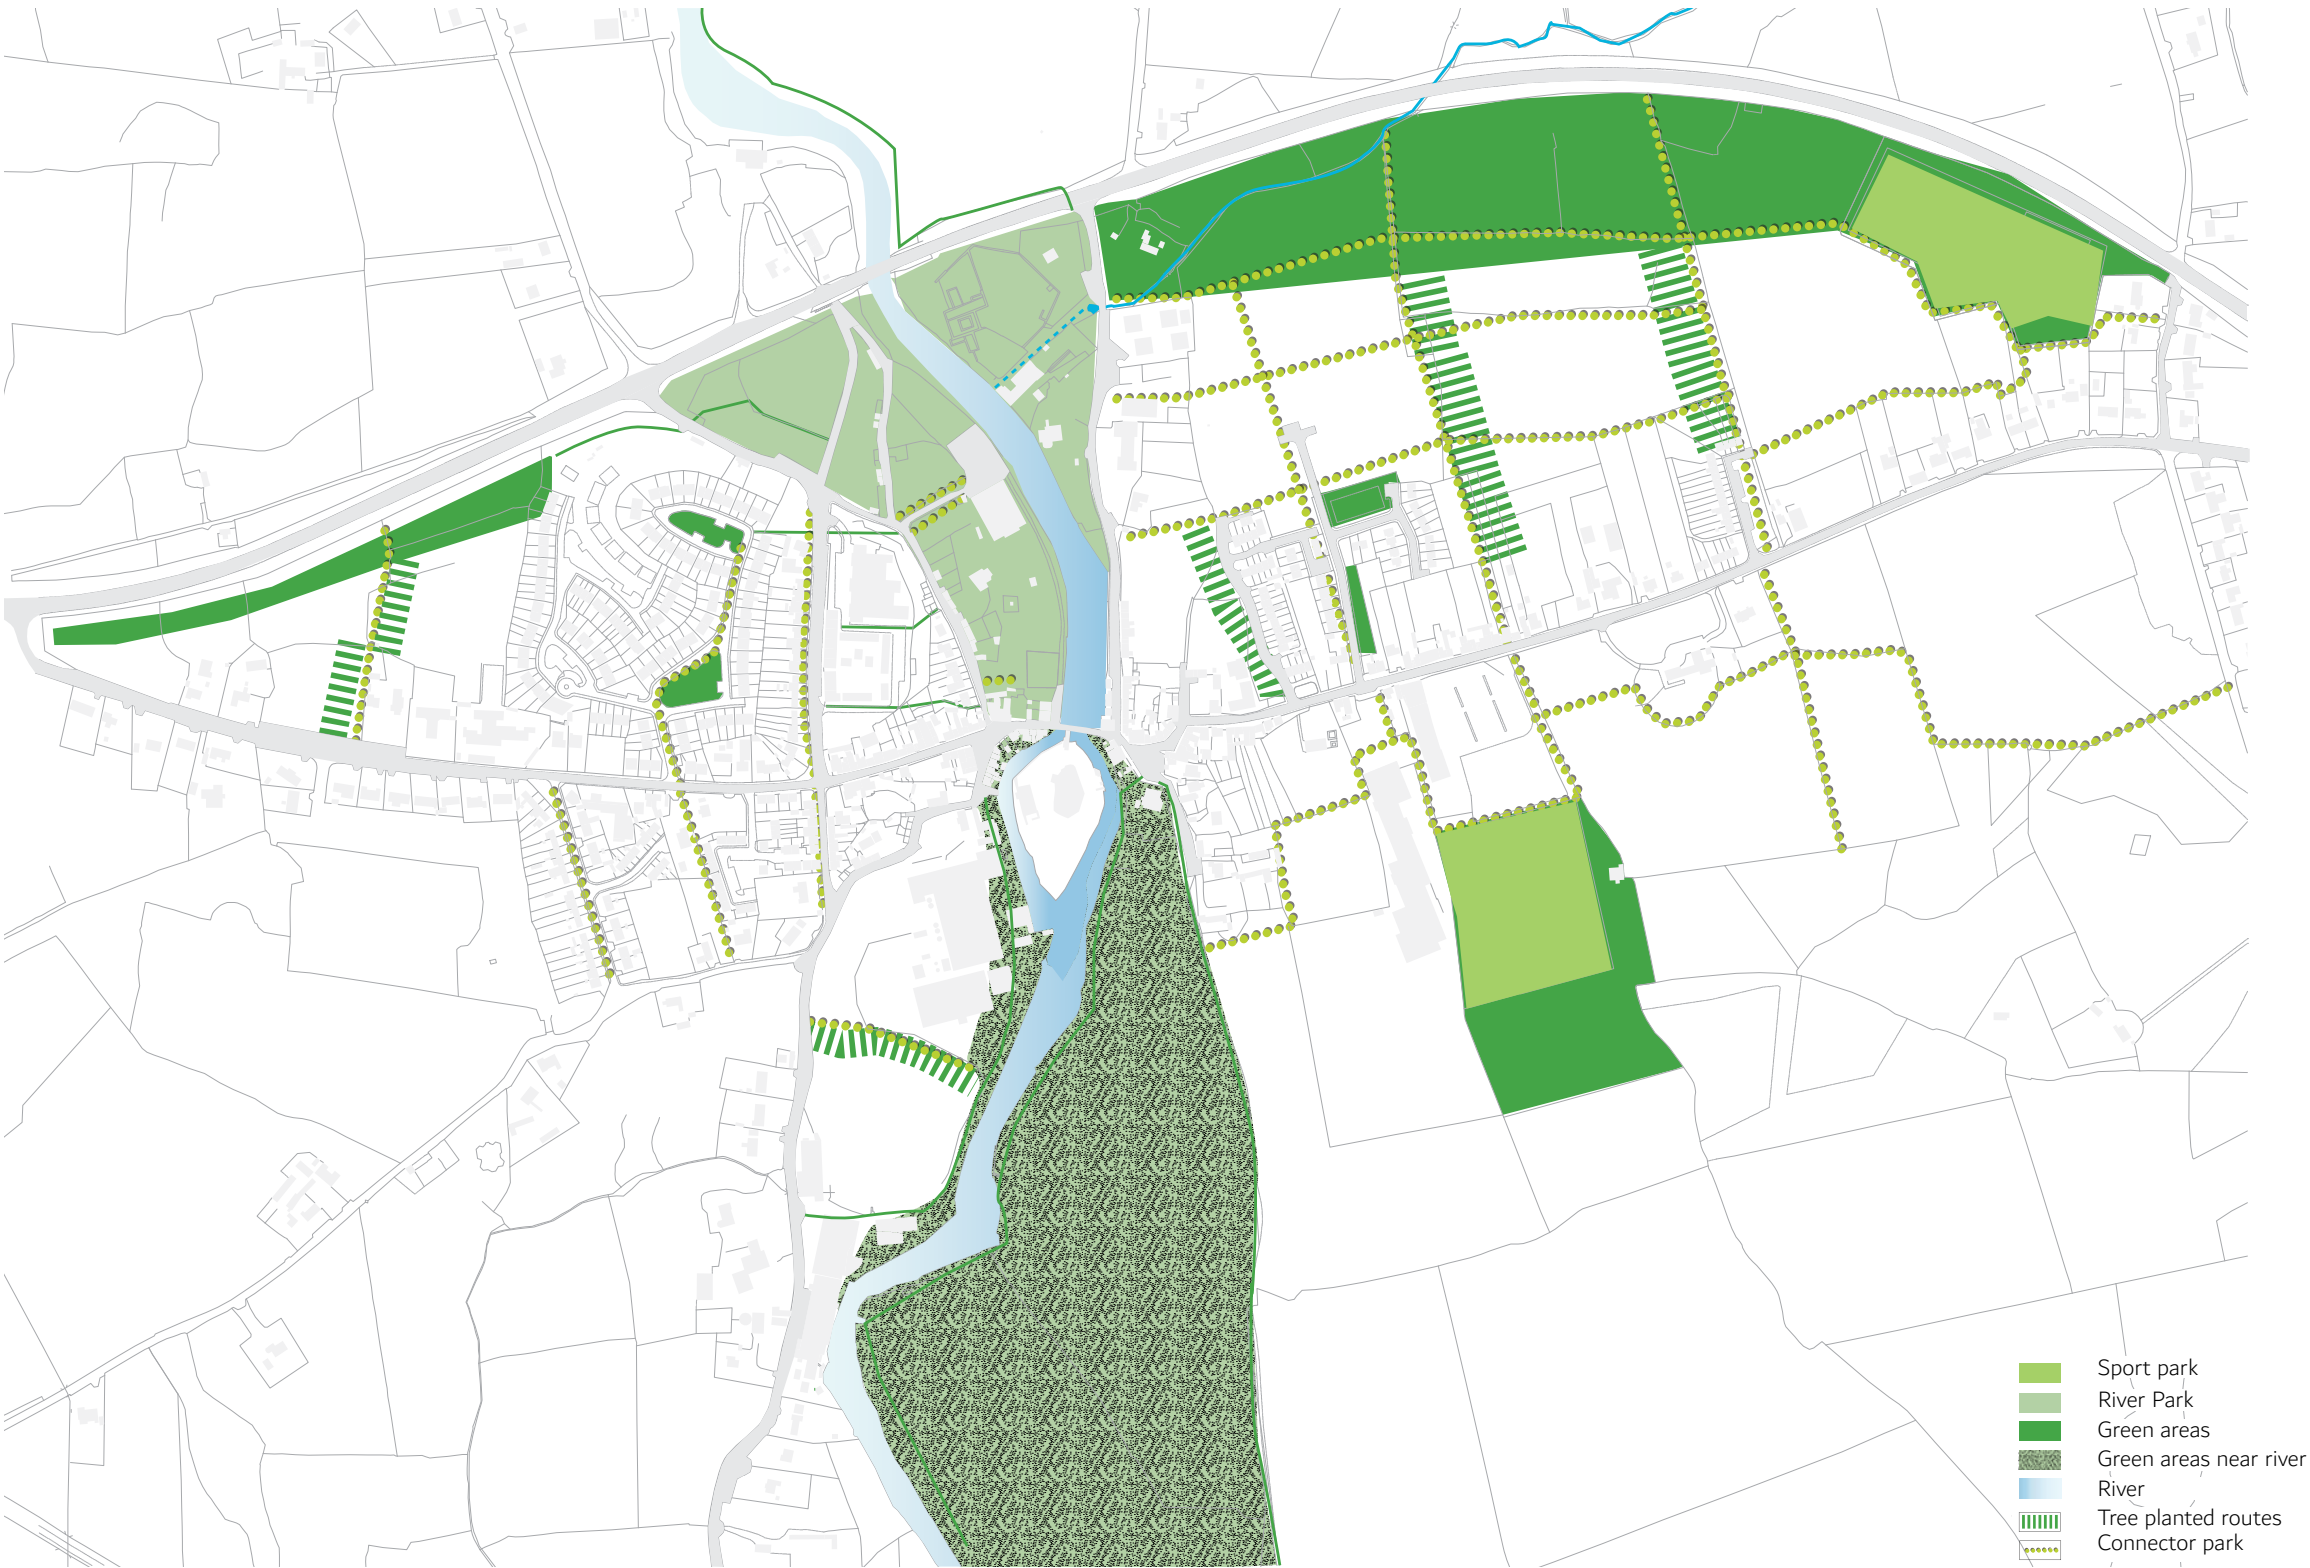 Sport park
River Park
Green areas
Green areas near river
River
Tree planted routes
Connector park